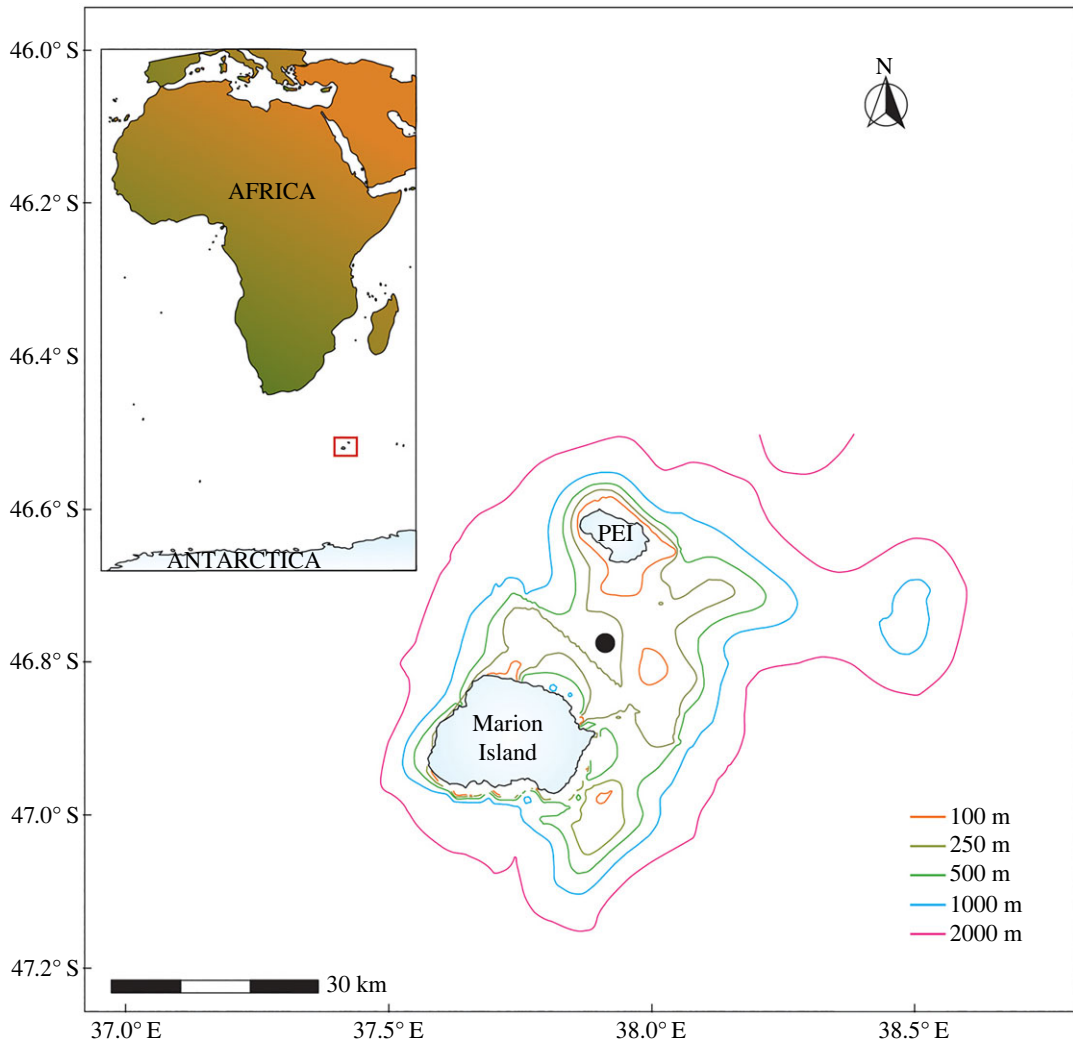 46.0° S
46.2° S
46.4° S
46.6° S
46.8° S
47.0° S
47.2° S
AFRICA
ANTARCTICA
N
PEI
Marion
Island
100 m
250 m
500 m
1000 m
2000 m
30 km
37.0° E
37.5° E
38.0° E
38.5° E